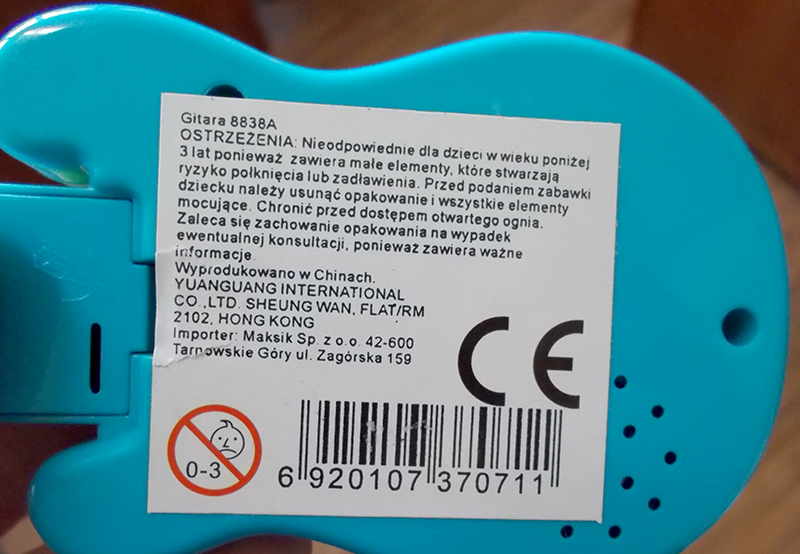 Gitara 8838A
OSTRZEŻENIA: Nieodpowiednie dla dzieci w wieku poniżej
3 lat ponieważ zawiera małe elementy, które stwarzają
ryzyko połknięcia lub zadławienia. Przed podaniem zabawki
dziecku należy usunąć opakowanie i wszystkie elementy
mocujące. Chronić przed dostępem otwartego ognia.
Zaleca się zachowanie opakowania na wypadek
ewentualnej konsultacji, ponieważ zawiera ważne
informacje.
Wyprodukowano w Chinach.
YUANGUANG INTERNATIONAL
CO.,LTD. SHEUNG WAN, FLAT/RM
2102, HONG KONG
Importer: Maksik Sp. z o.o. 42-600
Tarnowskie Góry ul. Zagórska 159
CE
0-3
6 920107 370711